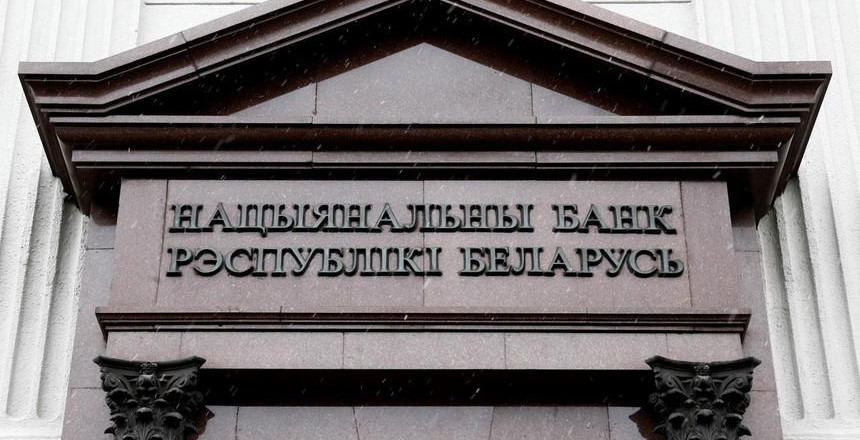 НАЦЫЯНАЛЬНЫ БАНК
РЭСПУБЛІКІ БЕЛАРУСЬ